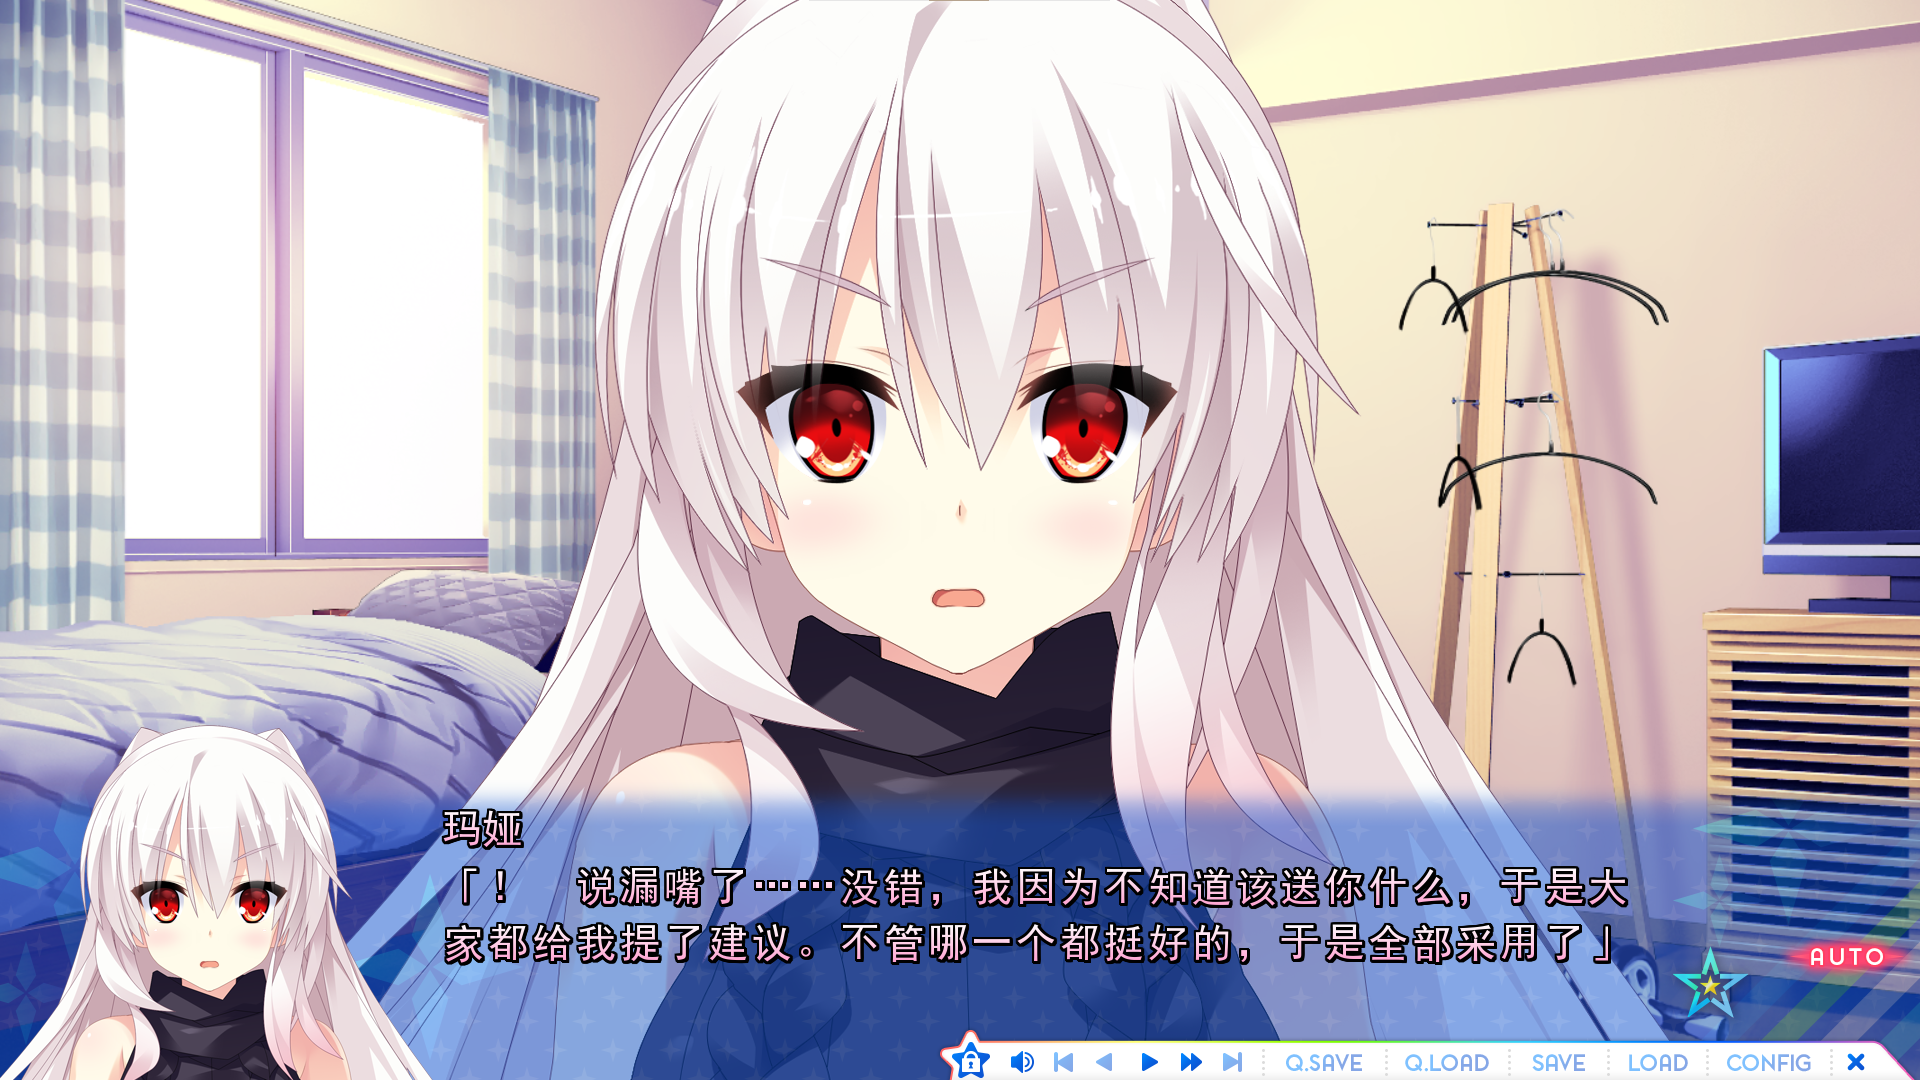 玛娅
「！　说漏嘴了……没错，我因为不知道该送你什么，于是大
家都给我提了建议。不管哪一个都挺好的，于是全部采用了」
AUTO
Q.SAVE Q.LOAD SAVE LOAD CONFIG